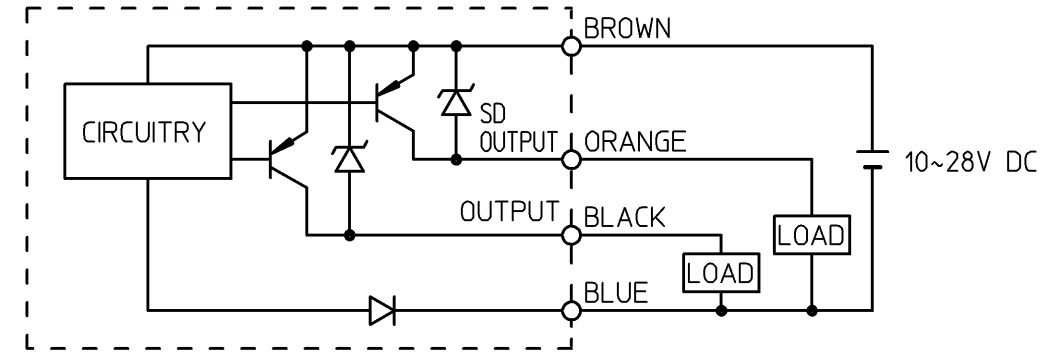 BROWN
CIRCUITRY
SD
OUTPUT
ORANGE
10~28V DC
OUTPUT
BLACK
LOAD
LOAD
BLUE